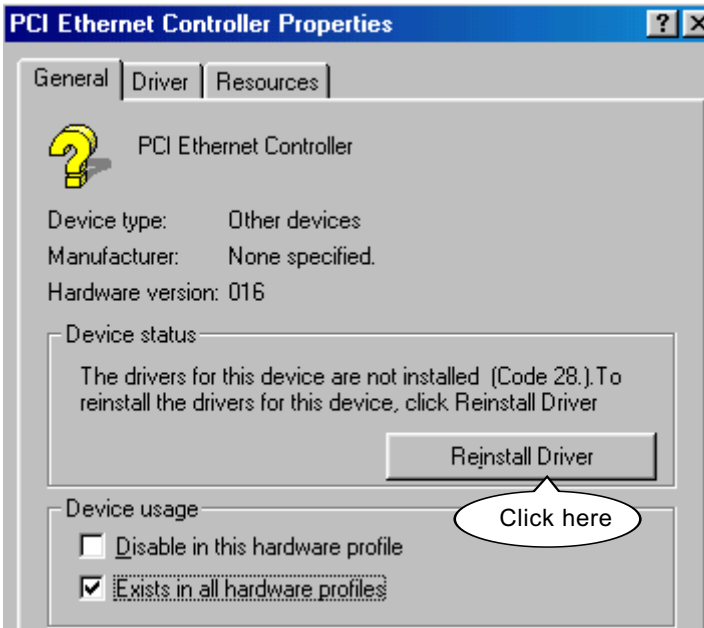 PCI Ethernet Controller Properties
General
Driver
Resources
PCI Ethernet Controller
Device type: Other devices
Manufacturer: None specified.
Hardware version: 016
Device status
The drivers for this device are not installed (Code 28.).To
reinstall the drivers for this device, click Reinstall Driver
Reinstall Driver
Click here
Device usage
Disable in this hardware profile
Exists in all hardware profiles